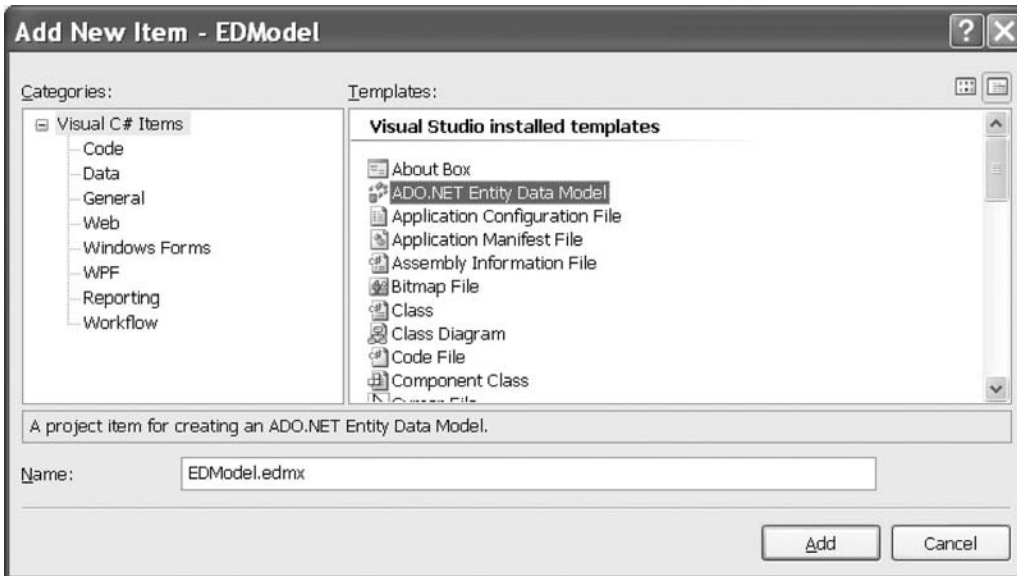 Add New Item - EDModel
Categories:
Templates:
Visual C# Items
Code
Data
General
Web
Windows Forms
WPF
Reporting
Workflow
Visual Studio installed templates
About Box
ADO.NET Entity Data Model
Application Configuration File
Application Manifest File
Assembly Information File
Bitmap File
Class
Class Diagram
Code File
Component Class
A project item for creating an ADO.NET Entity Data Model.
Name:
EDModel.edmx
Add
Cancel